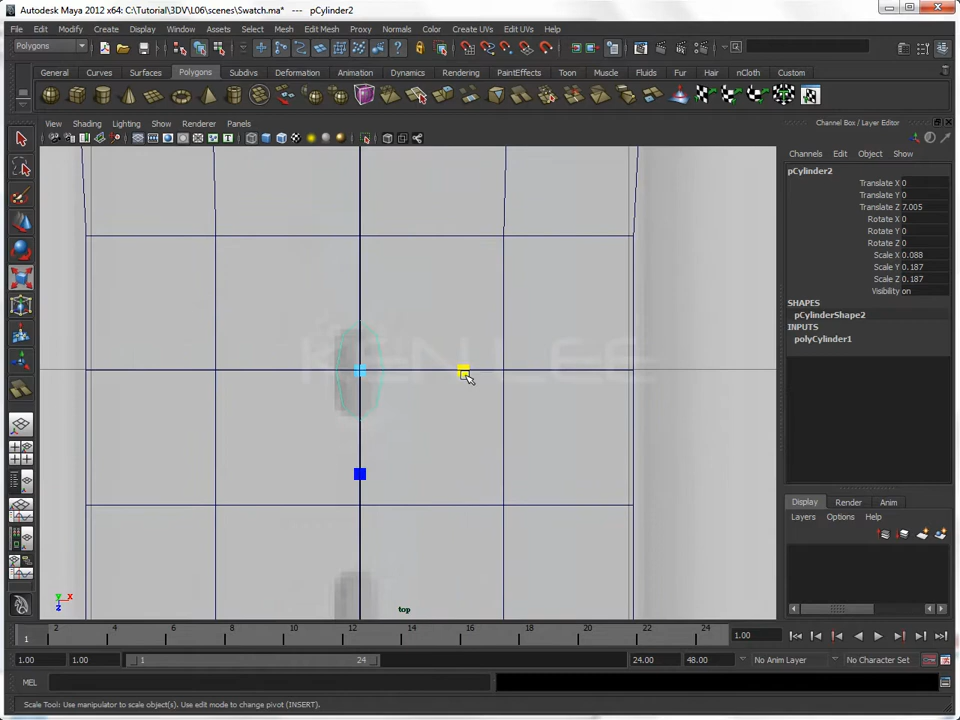 Autodesk Maya 2012 x64: C:\Tutorial\3DV\L06\scenes\Swatch.ma* --- pCylinder2
File Edit Modify Create Display Window Assets Select Mesh Edit Mesh Proxy Normals Color Create UVs Edit UVs Help
Polygons
General Curves Surfaces Polygons Subdivs Deformation Animation Dynamics Rendering PaintEffects Toon Muscle Fluids Fur Hair nCloth Custom
View Shading Lighting Show Renderer Panels
Channel Box / Layer Editor
Channels Edit Object Show
pCylinder2
Translate X 0
Translate Y 0
Translate Z 7.005
Rotate X 0
Rotate Y 0
Rotate Z 0
Scale X 0.088
Scale Y 0.187
Scale Z 0.187
Visibility on
SHAPES
pCylinderShape2
INPUTS
polyCylinder1
KEN LEE
Display Render Anim
Layers Options Help
y x
z
top
1 2 4 6 8 10 12 14 16 18 20 22 24 1.00
1.00 1.00 1 24 24.00 48.00 No Anim Layer No Character Set
MEL
Scale Tool: Use manipulator to scale object(s). Use edit mode to change pivot (INSERT).